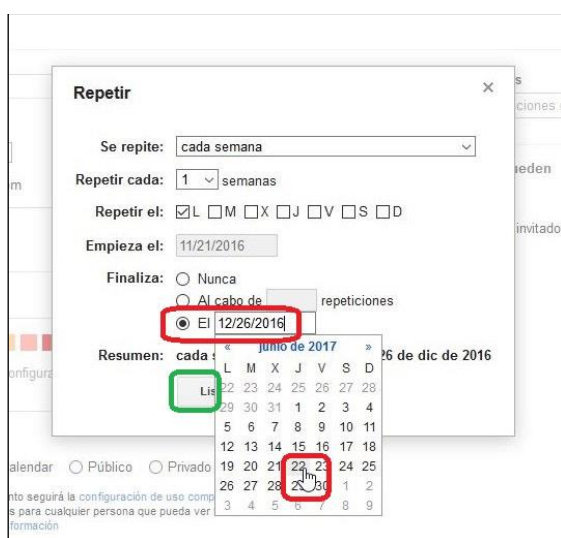 s
Repetir ×
ciones
Se repite: cada semana
m
ueden
Repetir cada: 1 semanas
Repetir el: L M X J V S D
invitado
Empieza el: 11/21/2016
Finaliza: Nunca
Al cabo de repeticiones
El 12/26/2016
« junio de 2017 »
Resumen: cada s 26 de dic de 2016
onfigura
L M X J V S D
Lis
22 23 24 25 26 27 28
29 30 31 1 2 3 4
5 6 7 8 9 10 11
12 13 14 15 16 17 18
alendar Público Privado
19 20 21 22 23 24 25
26 27 28 29 30 1 2
3 4 5 6 7 8 9
nto seguirá la configuración de uso comp
s para cualquier persona que pueda ver
formación